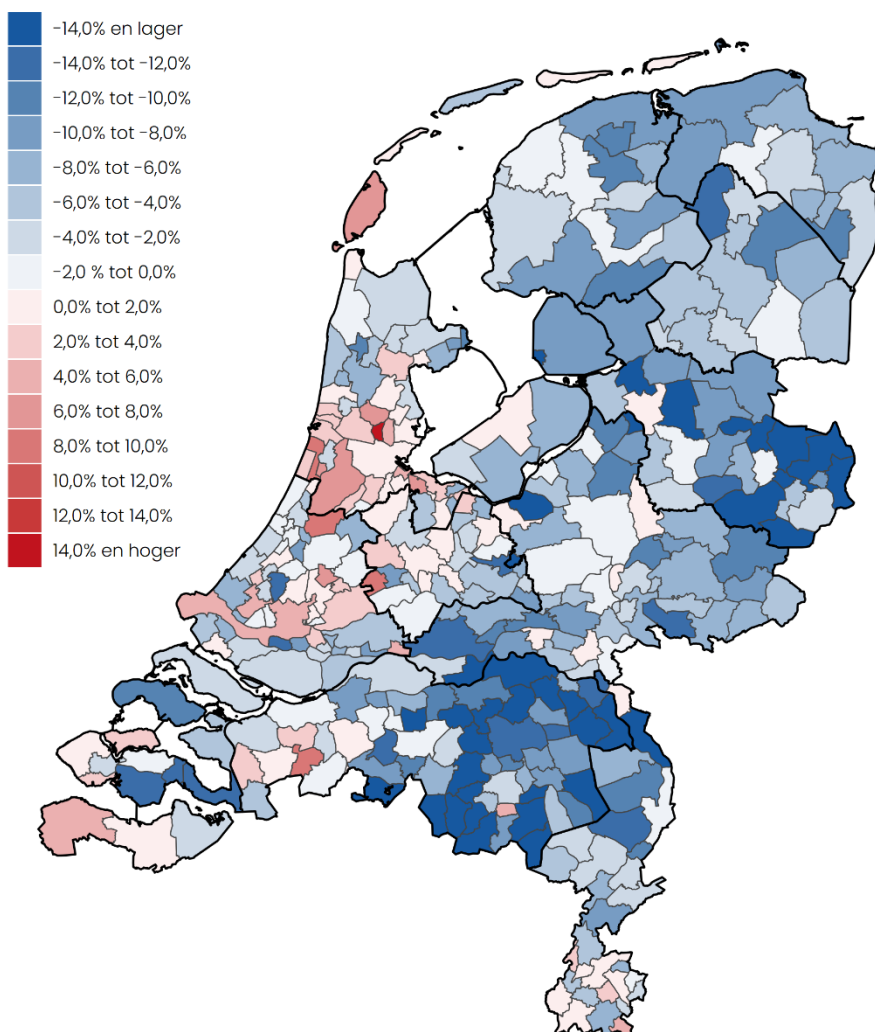 -14,0% en lager
-14,0% tot -12,0%
-12,0% tot -10,0%
-10,0% tot -8,0%
-8,0% tot -6,0%
-6,0% tot -4,0%
-4,0% tot -2,0%
-2,0 % tot 0,0%
0,0% tot 2,0%
2,0% tot 4,0%
4,0% tot 6,0%
6,0% tot 8,0%
8,0% tot 10,0%
10,0% tot 12,0%
12,0% tot 14,0%
14,0% en hoger